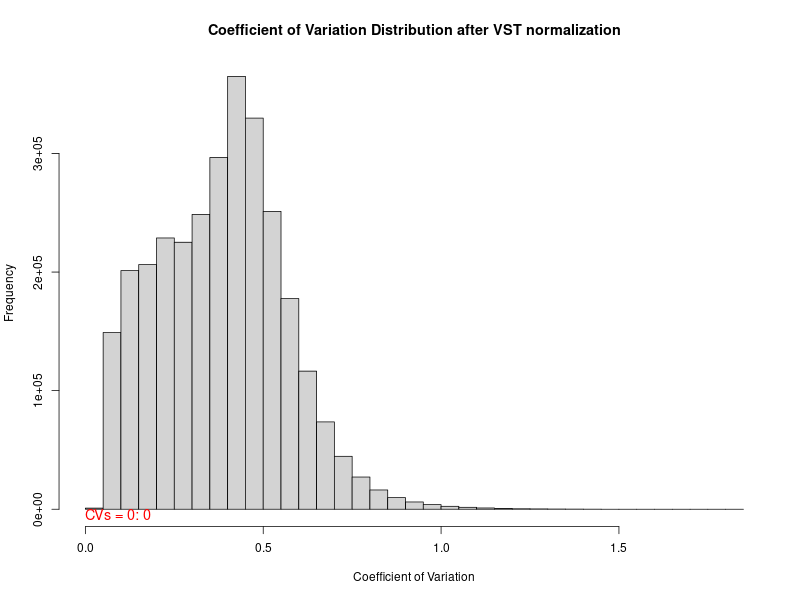 Coefficient of Variation Distribution after VST normalization
Frequency
3e+05
2e+05
1e+05
0e+00
CVs = 0: 0
0.0 0.5 1.0 1.5
Coefficient of Variation